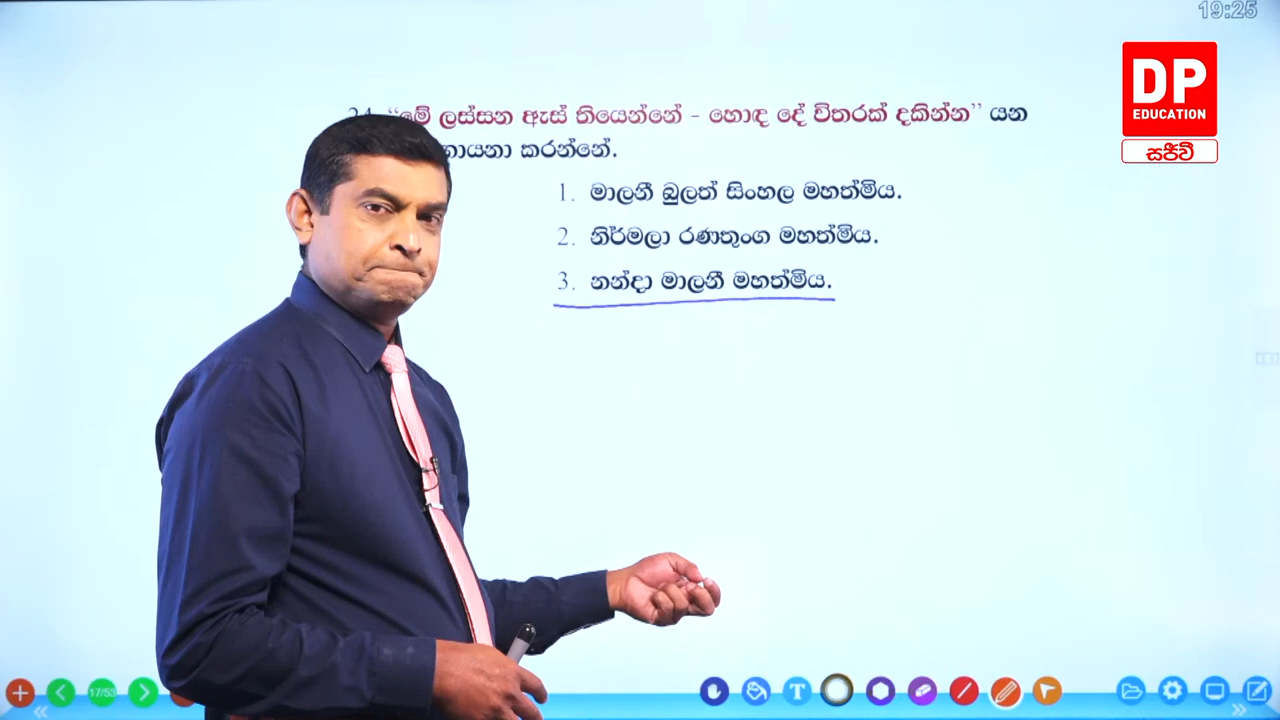 19:25
DP
EDUCATION
සජීවී
“මේ ලස්සන ඇස් තියෙන්නේ - හොඳ දේ විතරක් දකින්න” යන
කරන්නේ.
1. මාලනී බුලත් සිංහල මහත්මිය.
2. නිර්මලා රණතුංග මහත්මිය.
3. නන්දා මාලනී මහත්මිය.
17/53
T